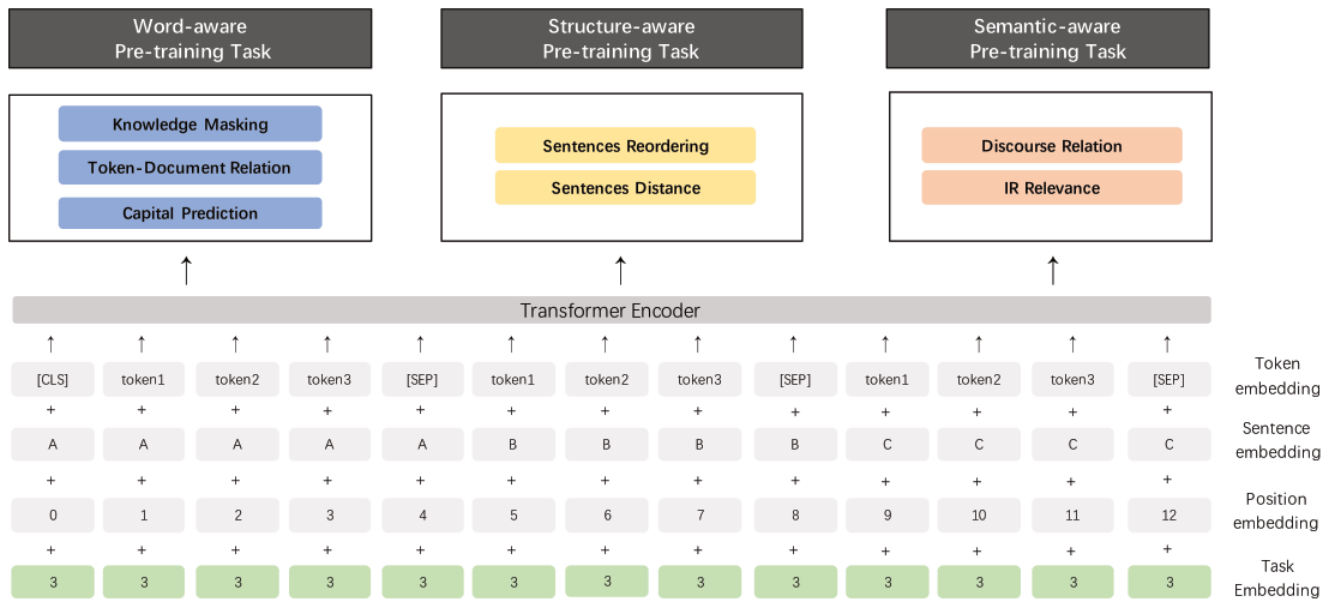 Word-aware
Pre-training Task
Structure-aware
Pre-training Task
Semantic-aware
Pre-training Task
Knowledge Masking
Token-Document Relation
Capital Prediction
Sentences Reordering
Sentences Distance
Discourse Relation
IR Relevance
Transformer Encoder
[CLS] token1 token2 token3 [SEP] token1 token2 token3 [SEP] token1 token2 token3 [SEP]
Token
embedding
+ + + + + + + + + + + + +
A A A A A B B B B C C C C
Sentence
embedding
+ + + + + + + + + + + + +
0 1 2 3 4 5 6 7 8 9 10 11 12
Position
embedding
+ + + + + + + + + + + + +
3 3 3 3 3 3 3 3 3 3 3 3 3
Task
Embedding